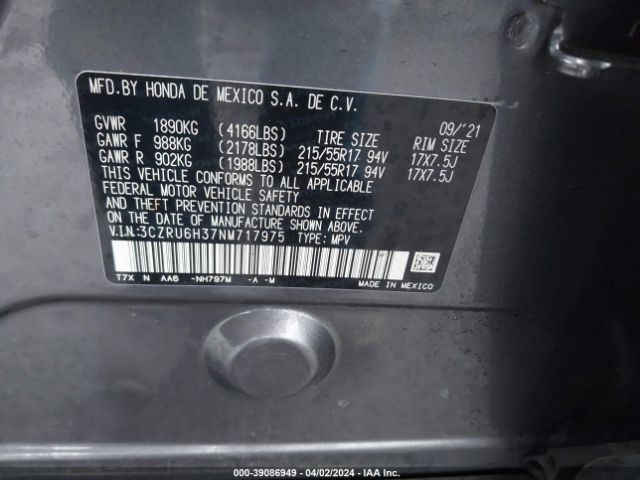 MFD.BY HONDA DE MEXICO S.A. DE C.V.
09/'21
GVWR 1890KG (4166LBS) TIRE SIZE RIM SIZE
GAWR F 988KG (2178LBS) 215/55R17 94V 17X7.5J
GAWR R 902KG (1988LBS) 215/55R17 94V 17X7.5J
THIS VEHICLE CONFORMS TO ALL APPLICABLE
FEDERAL MOTOR VEHICLE SAFETY
AND THEFT PREVENTION STANDARDS IN EFFECT
ON THE DATE OF MANUFACTURE SHOWN ABOVE.
V.I.N.:3CZRU6H37NM717975 TYPE: MPV
T7X N AA6 -NH797M -A -M
MADE IN MEXICO
000-39086949 - 04/02/2024 - IAA Inc.